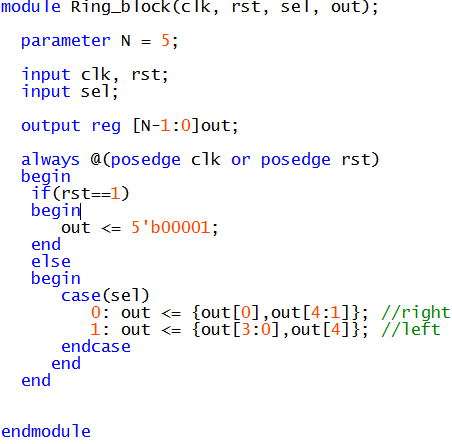 module Ring_block(clk, rst, sel, out);
parameter N = 5;
input clk, rst;
input sel;
output reg [N-1:0]out;
always @(posedge clk or posedge rst)
begin
if(rst==1)
begin
out <= 5'b00001;
end
else
begin
case(sel)
0: out <= {out[0],out[4:1]}; //right
1: out <= {out[3:0],out[4]}; //left
endcase
end
end
endmodule